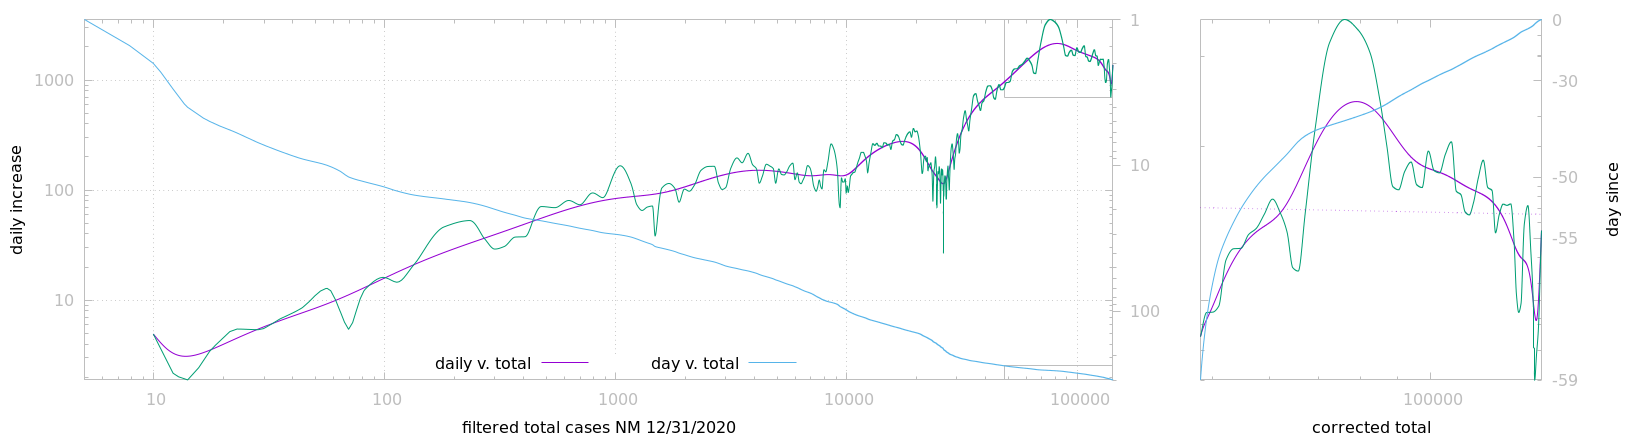 daily increase
1000
100
10
10
100
1000
10000
100000
1
10
100
daily v. total
day v. total
filtered total cases NM 12/31/2020
0
-30
-50
-55
-59
day since
100000
corrected total